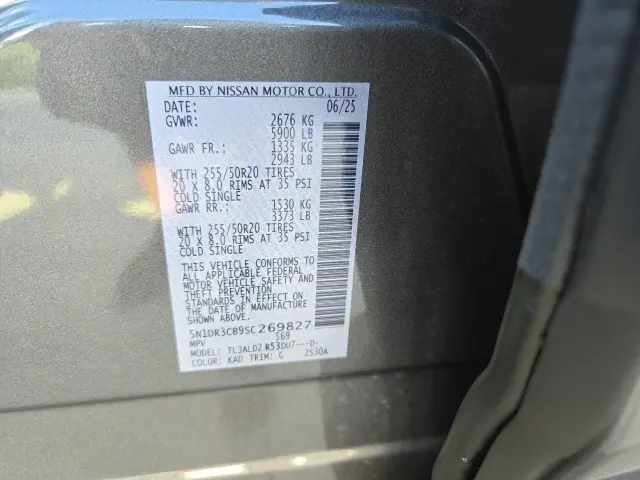 MFD BY NISSAN MOTOR CO., LTD.
DATE: 06/25
GVWR: 2676 KG
5900 LB
GAWR FR.: 1335 KG
2943 LB
WITH 255/50R20 TIRES
20 X 8.0 RIMS AT 35 PSI
COLD SINGLE
GAWR RR.: 1530 KG
3373 LB
WITH 255/50R20 TIRES
20 X 8.0 RIMS AT 35 PSI
COLD SINGLE
THIS VEHICLE CONFORMS TO
ALL APPLICABLE FEDERAL
MOTOR VEHICLE SAFETY AND
THEFT PREVENTION
STANDARDS IN EFFECT ON
THE DATE OF MANUFACTURE
5N1DR3CB9SC269827
MPV 569
MODEL: TL3ALD2 R53DU7---D-
COLOR: KAD TRIM: G 2S30A